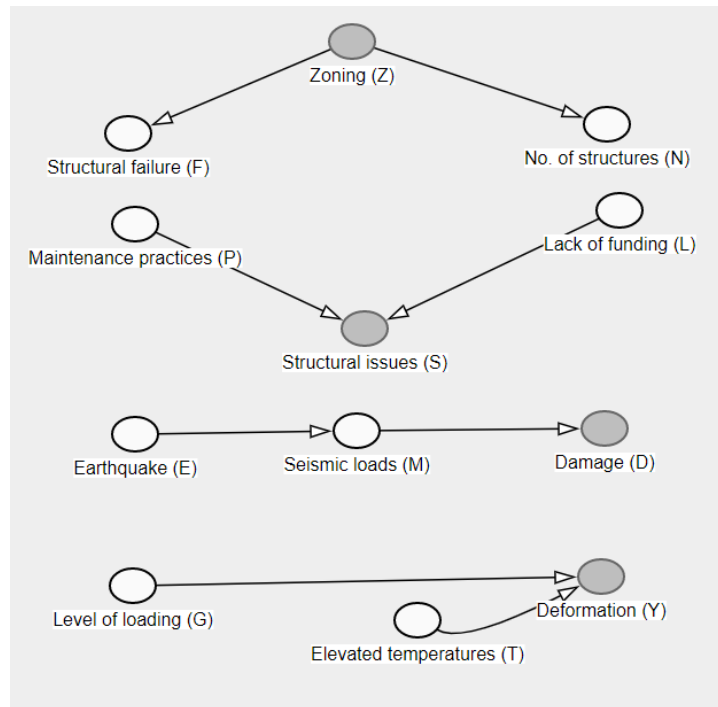 Zoning (Z)
Structural failure (F)
No. of structures (N)
Maintenance practices (P)
Lack of funding (L)
Structural issues (S)
Earthquake (E)
Seismic loads (M)
Damage (D)
Level of loading (G)
Deformation (Y)
Elevated temperatures (T)